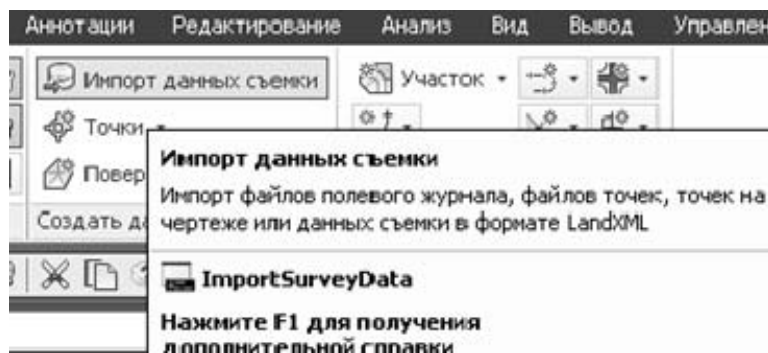 Аннотации Редактирование Анализ Вид Вывод
Импорт данных съемки Участок
Точки
Импорт данных съемки
Импорт файлов полевого журнала, файлов точек, точек на
чертеже или данных съемки в формате LandXML
Создать
ImportSurveyData
Нажмите F1 для получения
дополнительной справки